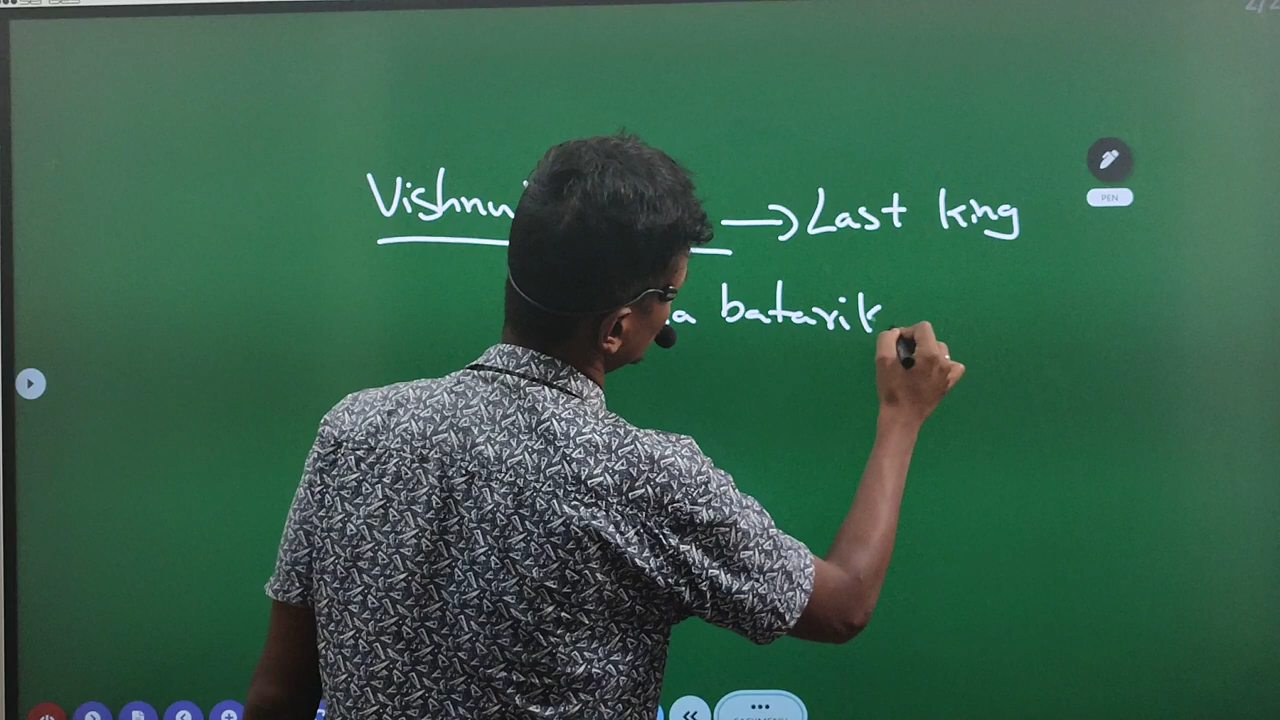 Vishnu → Last king
a batarik
PEN